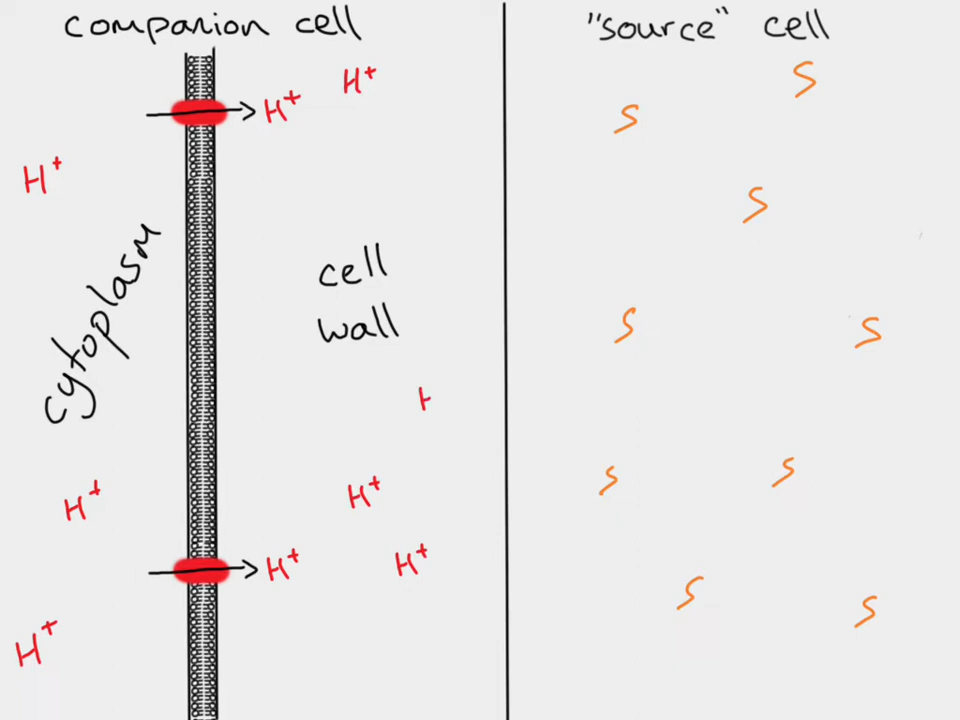 companion cell
"source" cell
H⁺
H⁺
H⁺
cytoplasm
cell
wall
H⁺
H⁺
H⁺
H⁺
H⁺
S
S
S
S
S
S
S
S
S